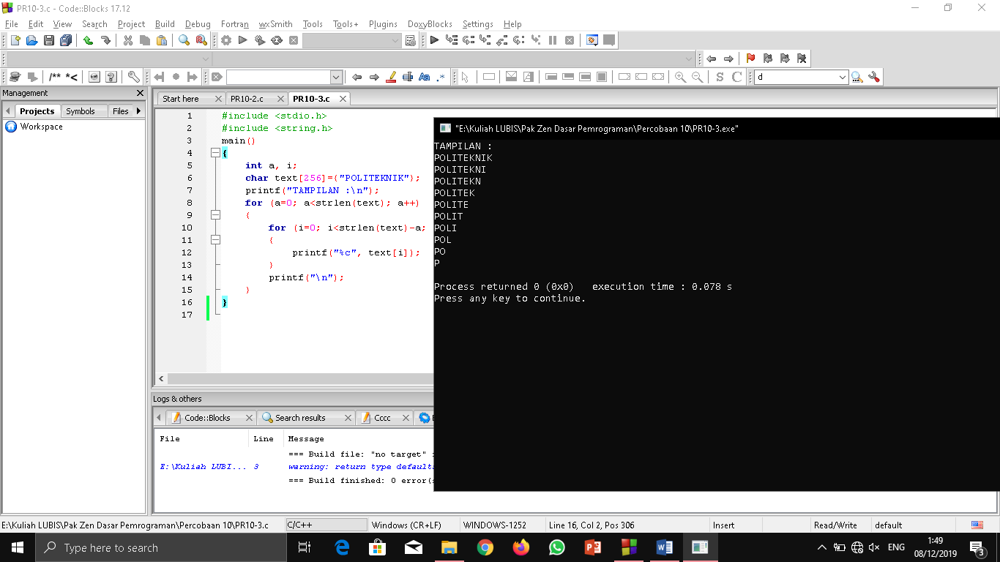 PR10-3.c - Code::Blocks 17.12
File Edit View Search Project Build Debug Fortran wxSmith Tools Tools+ Plugins DoxyBlocks Settings Help
/** *< Aa .* S C d
Management
Start here PR10-2.c PR10-3.c
Projects Symbols Files
Workspace
1 #include <stdio.h>
2 #include <string.h>
3 main()
4 {
5 int a, i;
6 char text[256]={"POLITEKNIK"};
7 printf("TAMPILAN :\n");
8 for (a=0; a<strlen(text); a++)
9 {
10 for (i=0; i<strlen(text)-a;
11 {
12 printf("%c", text[i]);
13 }
14 printf("\n");
15 }
16 }
17
"E:\Kuliah LUBIS\Pak Zen Dasar Pemrograman\Percobaan 10\PR10-3.exe"
TAMPILAN :
POLITEKNIK
POLITEKNI
POLITEKN
POLITEK
POLITE
POLIT
POLI
POL
PO
P
Process returned 0 (0x0) execution time : 0.078 s
Press any key to continue.
Logs & others
Code::Blocks Search results Cccc
File Line Message
=== Build file: "no target"
E:\Kuliah LUBI... 3 warning: return type default
=== Build finished: 0 error(
E:\Kuliah LUBIS\Pak Zen Dasar Pemrograman\Percobaan 10\PR10-3.c C/C++ Windows (CR+LF) WINDOWS-1252 Line 16, Col 2, Pos 306 Insert Read/Write default
Type here to search
ENG
1:49
08/12/2019
3